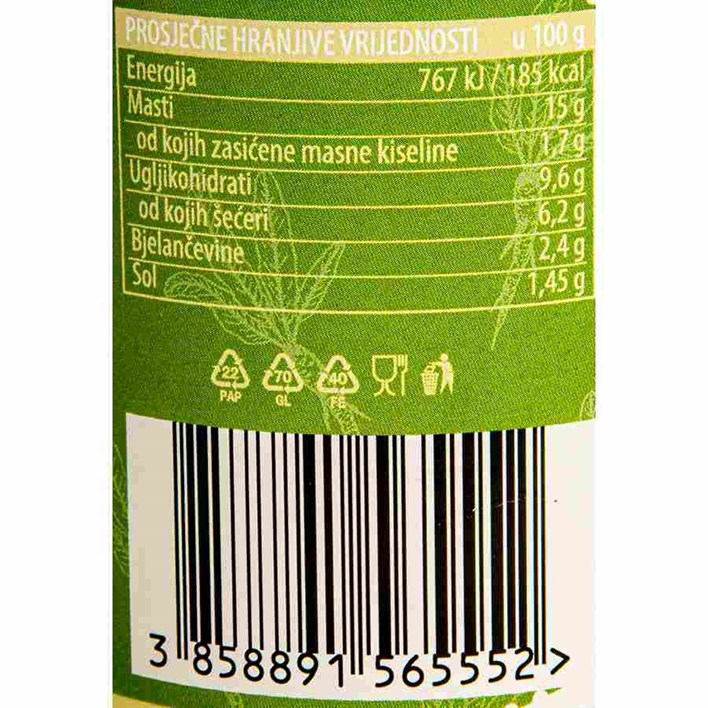 PROSJEČNE HRANJIVE VRIJEDNOSTI u 100 g
Energija 767 kJ / 185 kcal
Masti 15 g
od kojih zasićene masne kiseline 1,7 g
Ugljikohidrati 9,6 g
od kojih šećeri 6,2 g
Bjelančevine 2,4 g
Sol 1,45 g
22 70 40
PAP GL FE
3 858891 565552 >